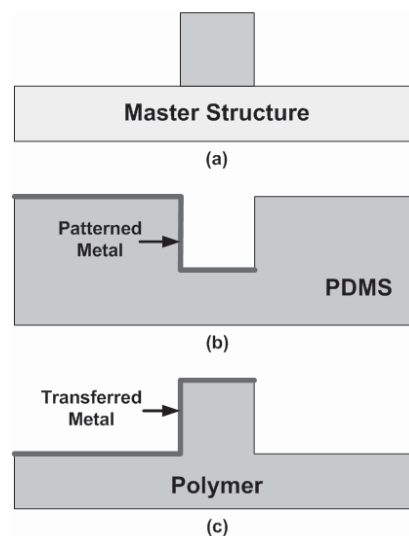 Master Structure
(a)
Patterned
Metal
PDMS
(b)
Transferred
Metal
Polymer
(c)